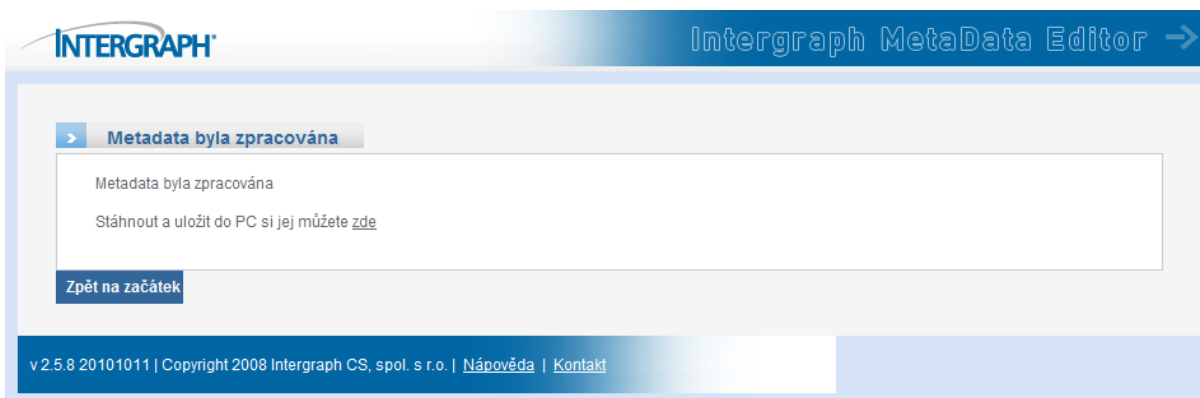 INTERGRAPH®
Intergraph MetaData Editor →
Metadata byla zpracována
Metadata byla zpracována
Stáhnout a uložit do PC si jej můžete zde
Zpět na začátek
v 2.5.8 20101011 | Copyright 2008 Intergraph CS, spol. s r.o. | Nápověda | Kontakt